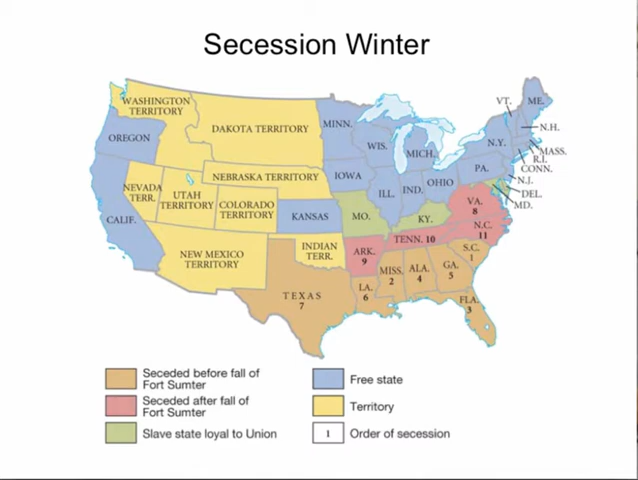 Secession Winter
WASHINGTON
TERRITORY
OREGON
DAKOTA TERRITORY
MINN.
WIS.
MICH.
VT.
ME.
N.H.
N.Y.
MASS.
R.I.
CONN.
NEBRASKA TERRITORY
IOWA
PA.
N.J.
NEVADA
TERR.
UTAH
TERRITORY
COLORADO
TERRITORY
ILL.
IND.
OHIO
DEL.
MD.
CALIF.
KANSAS
MO.
KY.
VA.
8
N.C.
11
NEW MEXICO
TERRITORY
INDIAN
TERR.
ARK.
9
TENN. 10
S.C.
1
TEXAS
7
LA.
6
MISS.
2
ALA.
4
GA.
5
FLA.
3
Seceded before fall of
Fort Sumter
Seceded after fall of
Fort Sumter
Slave state loyal to Union
Free state
Territory
1 Order of secession